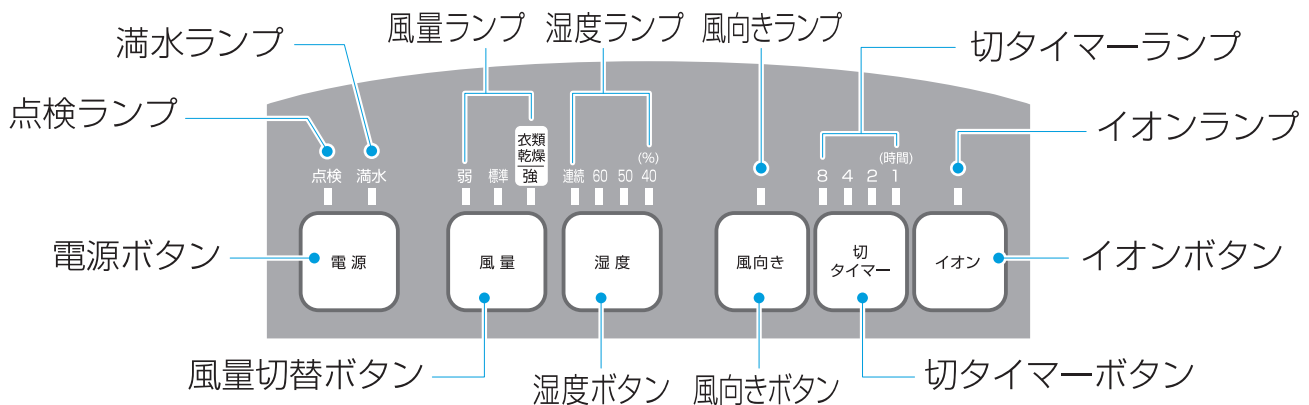 満水ランプ
風量ランプ
湿度ランプ
風向きランプ
切タイマーランプ
点検ランプ
イオンランプ
点検
満水
弱
標準
衣類
乾燥
強
連続
60
50
(%)
40
8
4
2
(時間)
1
電源ボタン
電源
風量
湿度
風向き
切
タイマー
イオン
イオンボタン
風量切替ボタン
湿度ボタン
風向きボタン
切タイマーボタン